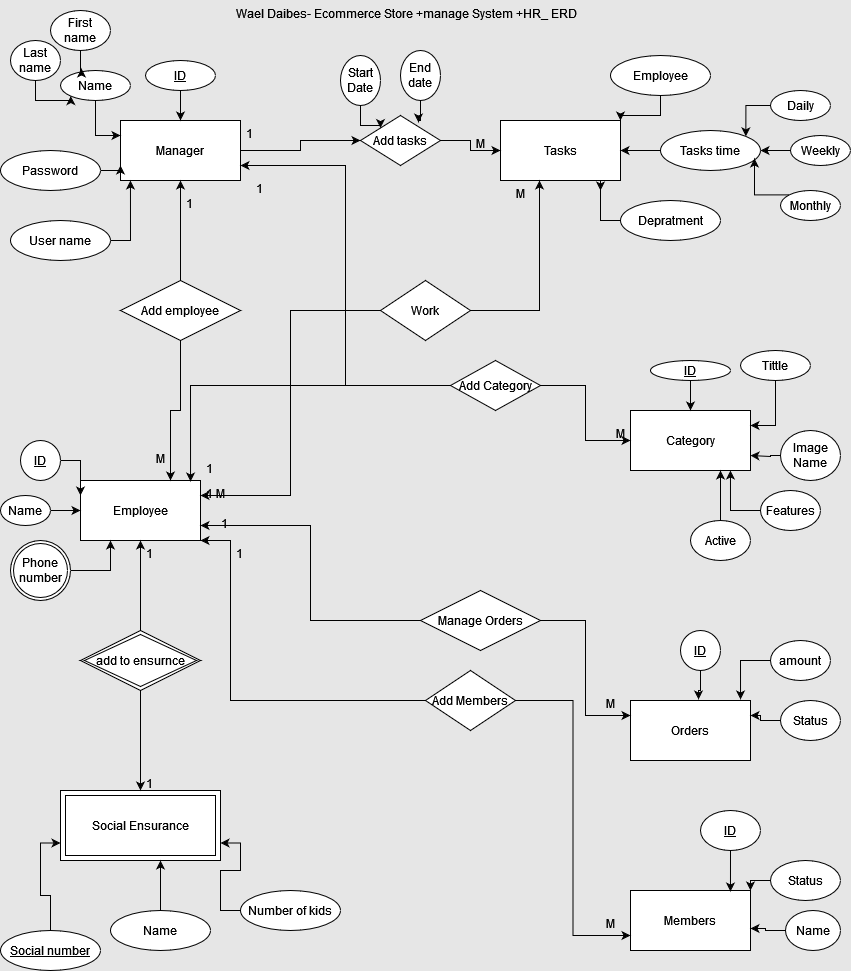 Wael Daibes- Ecommerce Store +manage System +HR_ ERD
First
name
Last
name
Name
ID
Start
Date
End
date
Employee
Daily
Manager
1
Add tasks
M
Tasks
Tasks time
Weekly
Password
1
M
Monthly
1
User name
Depratment
Add employee
Work
ID
Tittle
Add Category
M
Category
Image
Name
M
1
ID
1 M
Name
Employee
1
Features
Active
1
1
Phone
number
Manage Orders
add to ensurnce
ID
amount
Add Members
M
Status
Orders
1
Social Ensurance
ID
Status
Number of kids
Name
M
Members
Name
Social number